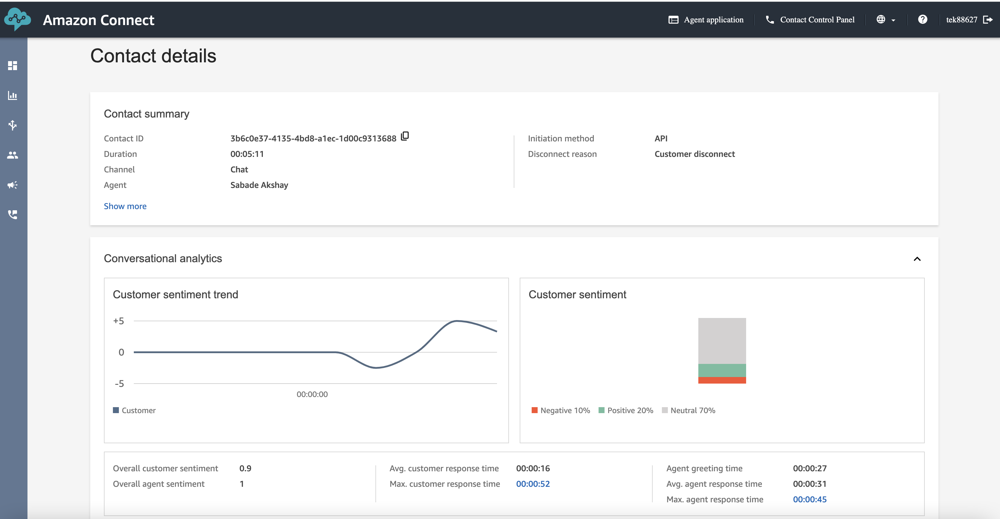 Amazon Connect
Agent application
Contact Control Panel
tek88627
Contact details
Contact summary
Contact ID 3b6c0e37-4135-4bd8-a1ec-1d00c9313688
Duration 00:05:11
Channel Chat
Agent Sabade Akshay
Show more
Initiation method API
Disconnect reason Customer disconnect
Conversational analytics
Customer sentiment trend
+5
0
-5
00:00:00
Customer
Customer sentiment
Negative 10% Positive 20% Neutral 70%
Overall customer sentiment 0.9
Overall agent sentiment 1
Avg. customer response time 00:00:16
Max. customer response time 00:00:52
Agent greeting time 00:00:27
Avg. agent response time 00:00:31
Max. agent response time 00:00:45